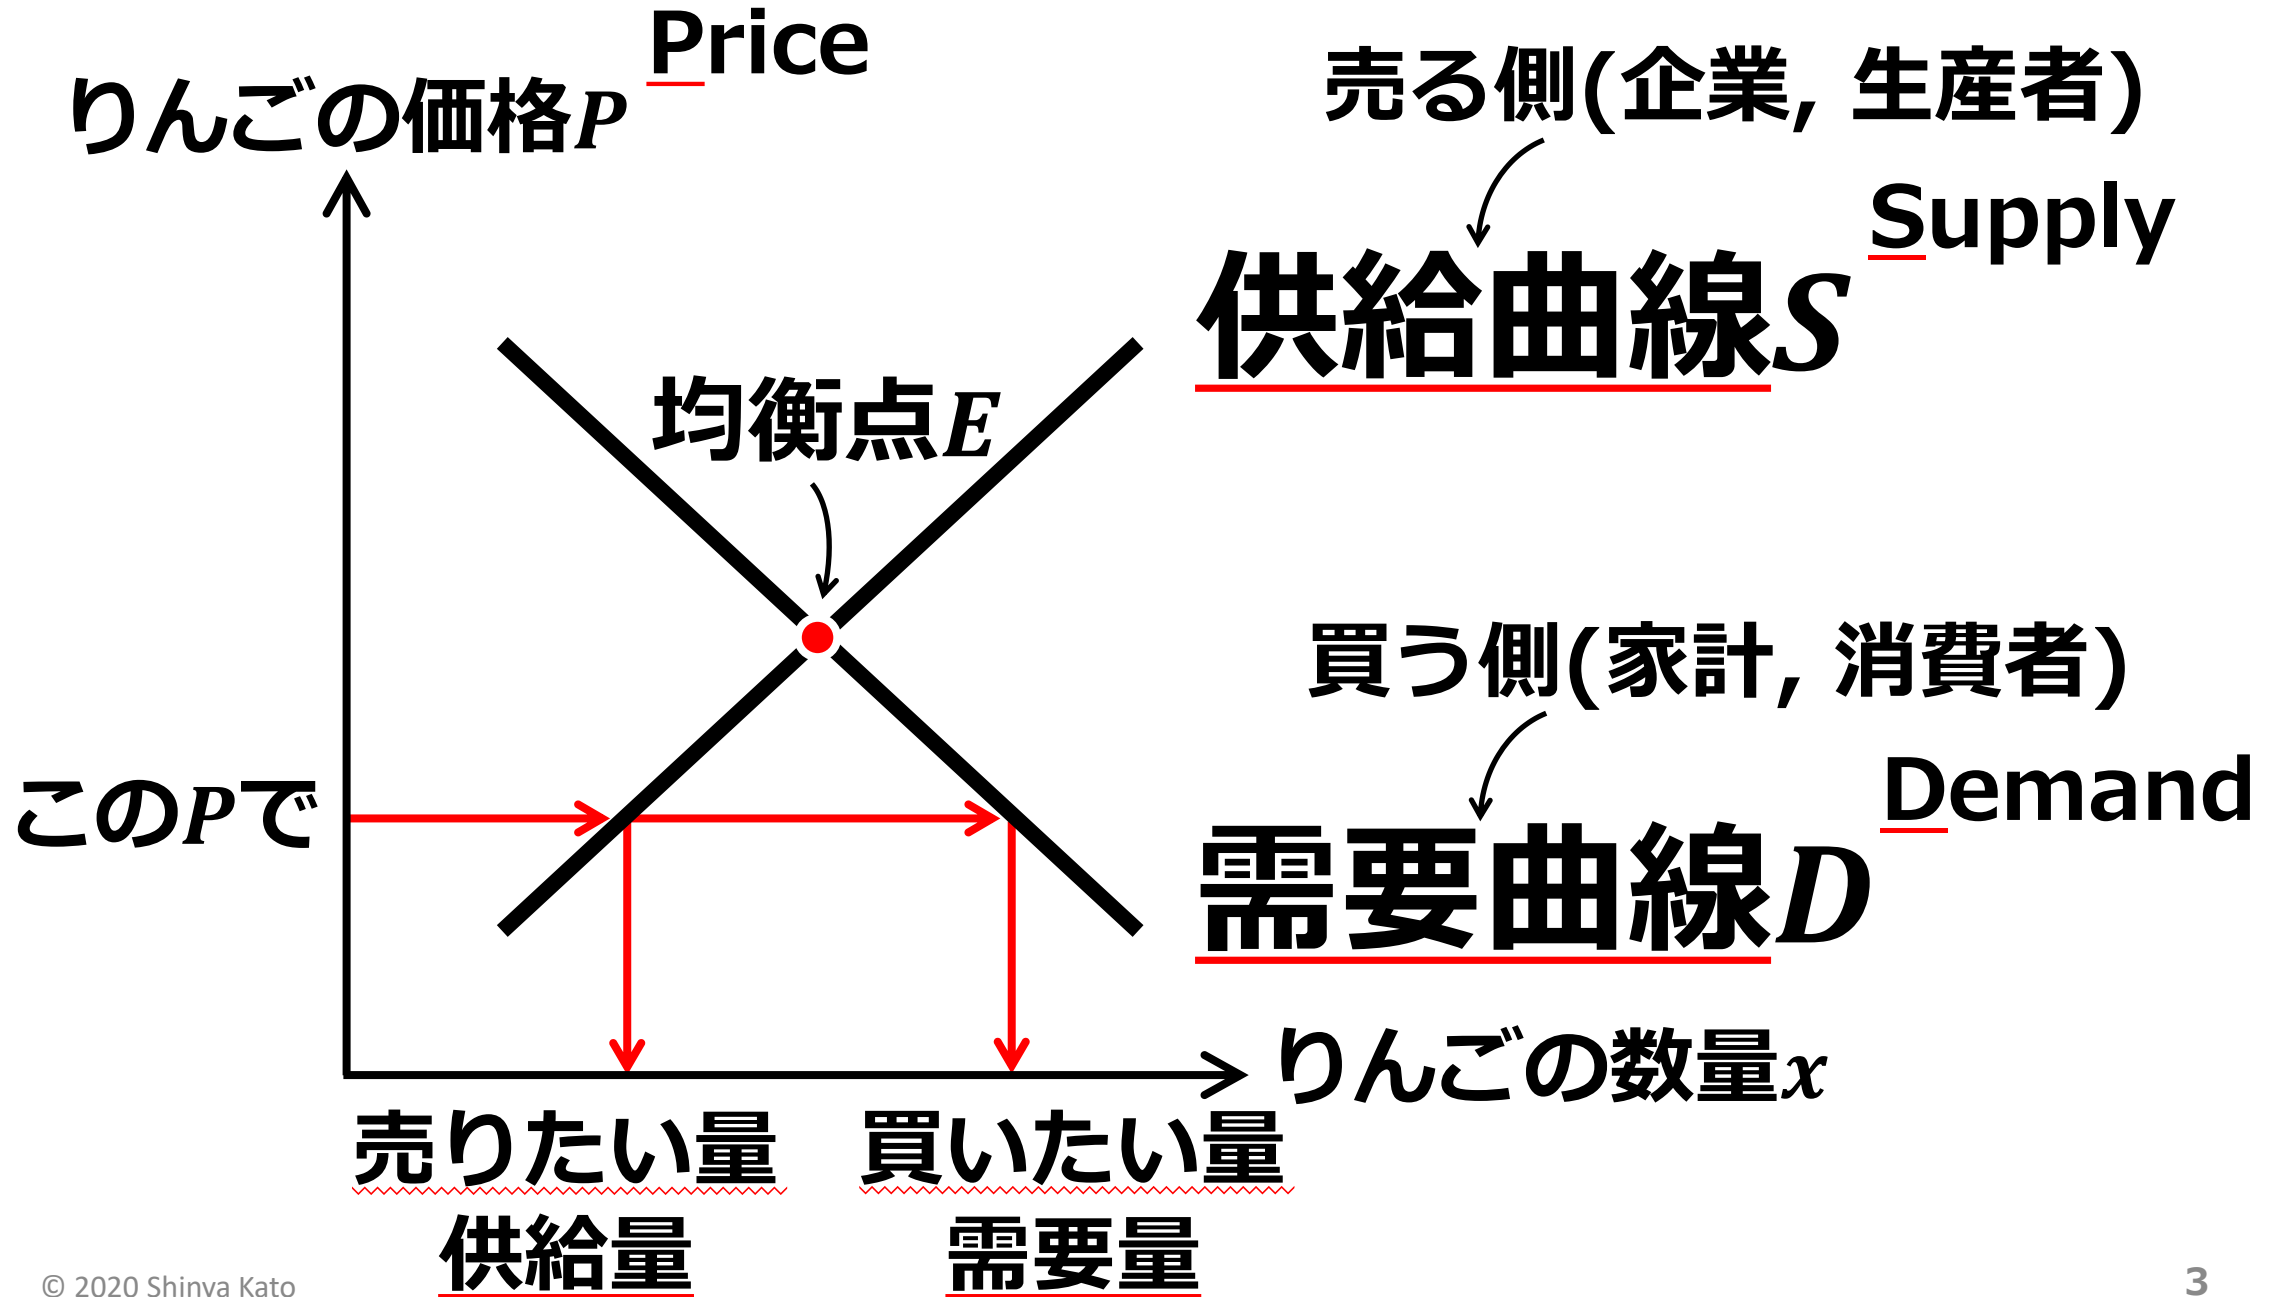 Price
りんごの価格P
売る側(企業, 生産者)
Supply
供給曲線S
均衡点E
買う側(家計, 消費者)
Demand
このPで
需要曲線D
りんごの数量x
売りたい量
買いたい量
供給量
需要量
© 2020 Shinya Kato
3